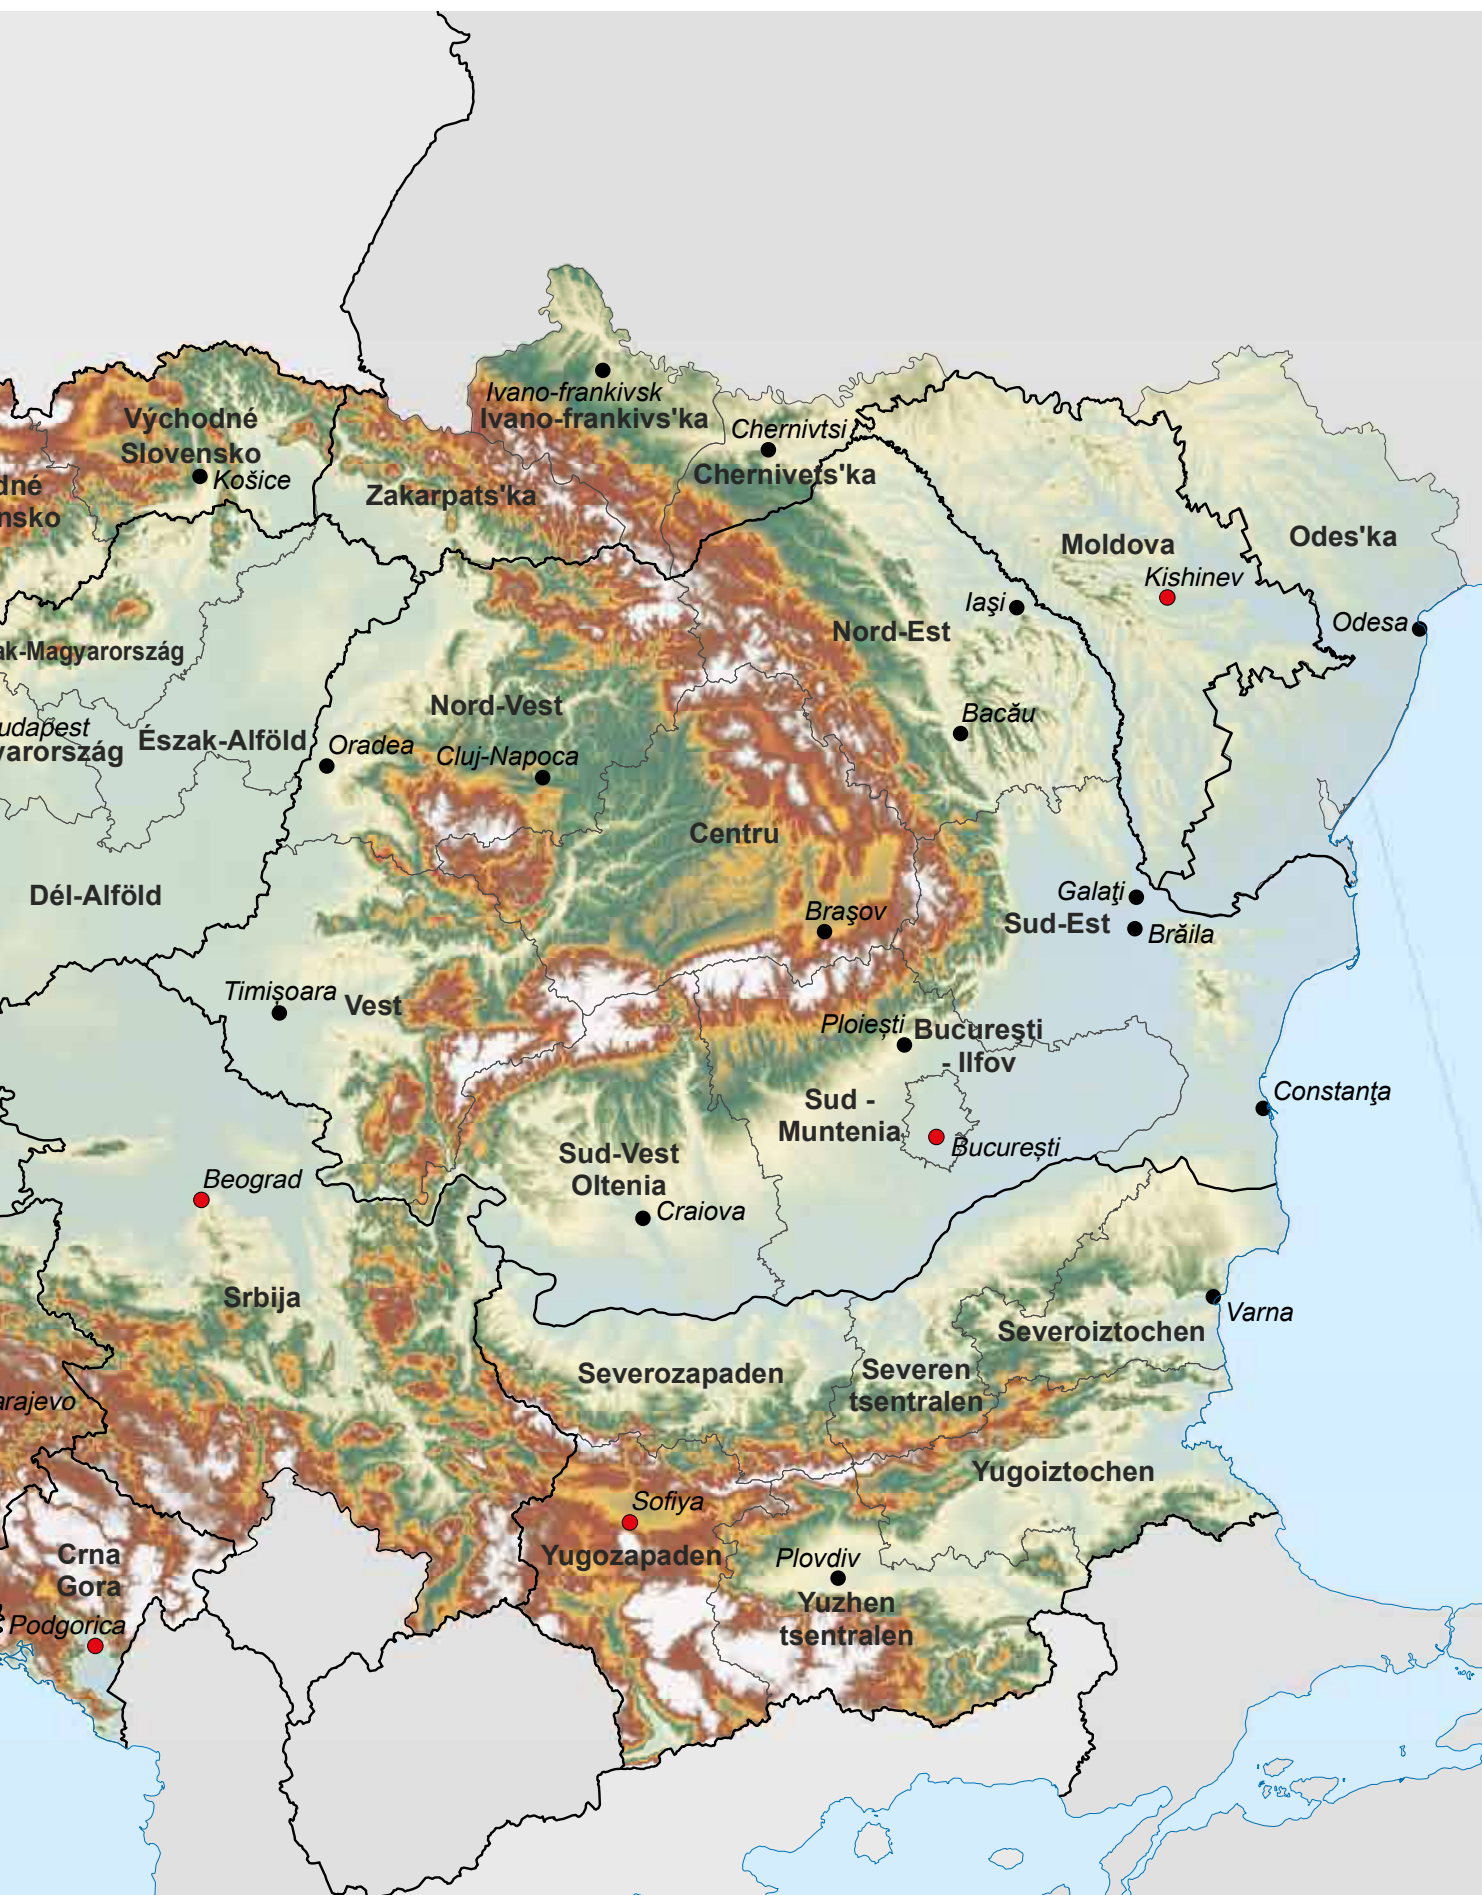 Ivano-frankivsk
Ivano-frankivs'ka
Východné
Slovensko
Košice
Chernivtsi
Chernivets'ka
dné
nsko
Zakarpats'ka
Moldova
Kishinev
Odes'ka
Iaşi
Odesa
Nord-Est
ak-Magyarország
Nord-Vest
Bacău
udapest
yarország
Észak-Alföld
Oradea
Cluj-Napoca
Centru
Dél-Alföld
Galaţi
Braşov
Sud-Est
Brăila
Timişoara
Vest
Ploieşti
Bucureşti
- Ilfov
Constanţa
Sud -
Muntenia
Bucureşti
Sud-Vest
Oltenia
Craiova
Beograd
Srbija
Varna
Severoiztochen
Severozapaden
Severen
tsentralen
arajevo
Yugoiztochen
Sofiya
Yugozapaden
Plovdiv
Yuzhen
tsentralen
Crna
Gora
Podgorica